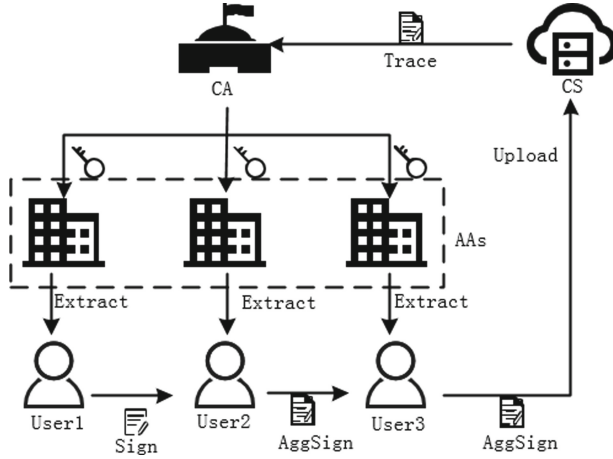 Trace
CA
CS
Upload
AAs
Extract
Extract
Extract
User1
User2
User3
Sign
AggSign
AggSign